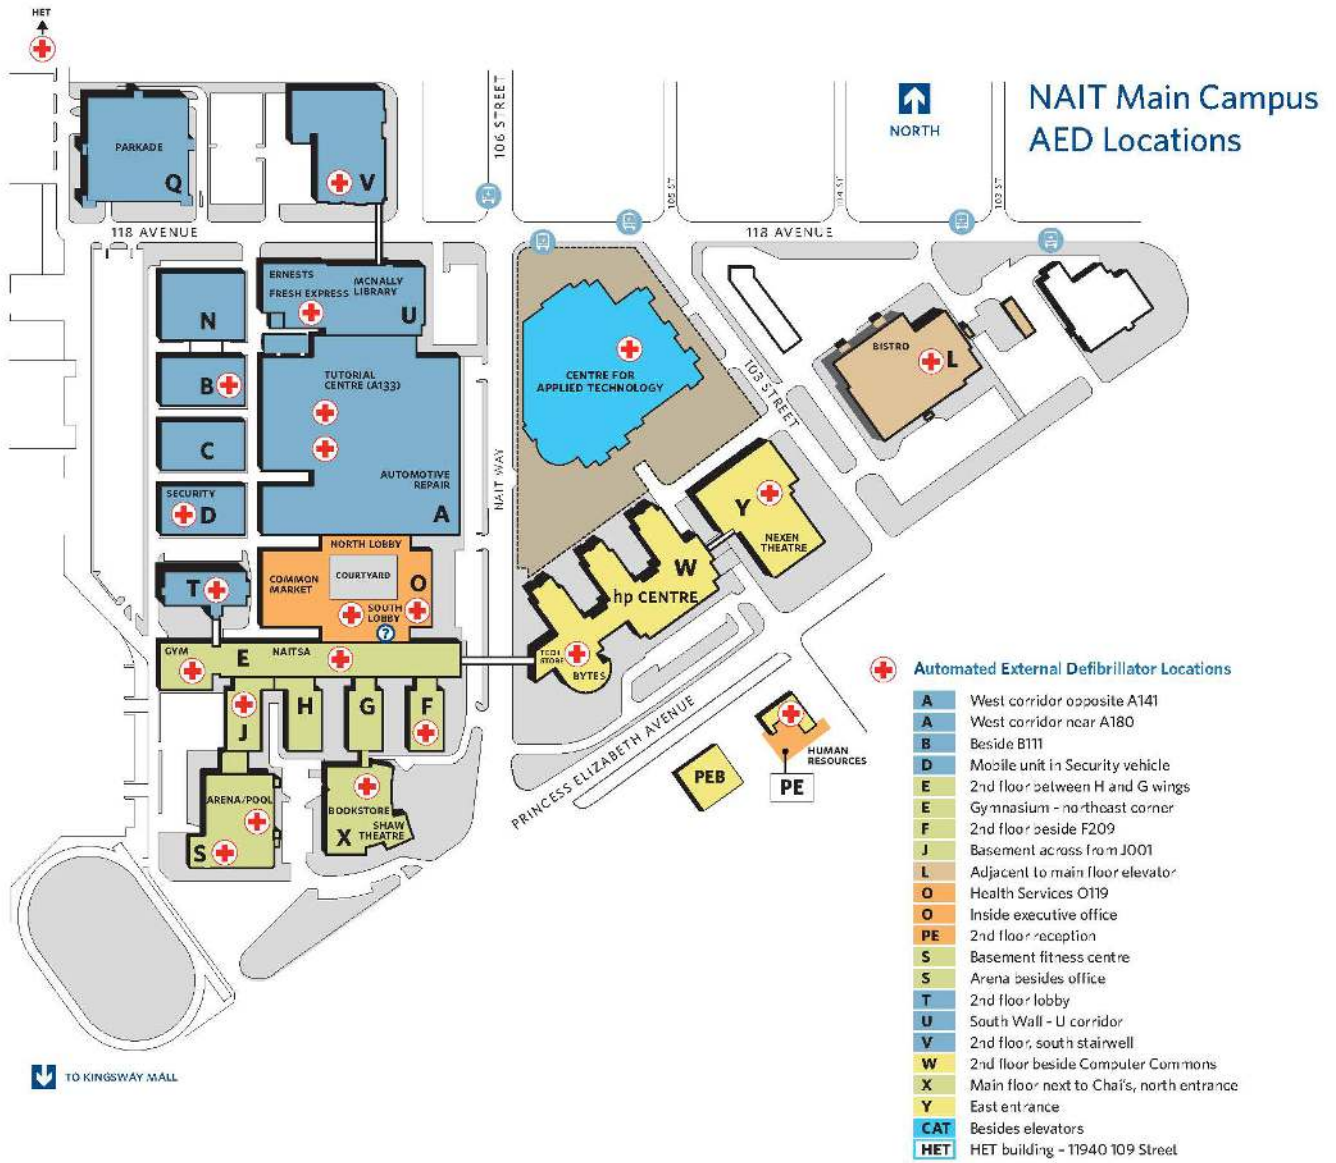 HET
NAIT Main Campus
AED Locations
NORTH
106 STREET
105 ST
104 ST
103 ST
PARKADE
Q
V
118 AVENUE
118 AVENUE
ERNESTS
FRESH EXPRESS
MCNALLY
LIBRARY
U
N
B
C
SECURITY
D
TUTORIAL
CENTRE (A133)
AUTOMOTIVE
REPAIR
A
NAIT WAY
CENTRE FOR
APPLIED TECHNOLOGY
103 STREET
BISTRO
L
Y
NEXEN
THEATRE
W
hp CENTRE
NORTH LOBBY
COURTYARD
COMMON
MARKET
O
SOUTH
LOBBY
?
T
GYM
E
NAITSA
TECH
STORE
BYTES
H
G
F
J
ARENA/POOL
S
BOOKSTORE
SHAW
THEATRE
X
PRINCESS ELIZABETH AVENUE
PEB
HUMAN
RESOURCES
PE
TO KINGSWAY MALL
Automated External Defibrillator Locations
A West corridor opposite A141
A West corridor near A180
B Beside B111
D Mobile unit in Security vehicle
E 2nd floor between H and G wings
E Gymnasium - northeast corner
F 2nd floor beside F209
J Basement across from J001
L Adjacent to main floor elevator
O Health Services O119
O Inside executive office
PE 2nd floor reception
S Basement fitness centre
S Arena besides office
T 2nd floor lobby
U South Wall - U corridor
V 2nd floor, south stairwell
W 2nd floor beside Computer Commons
X Main floor next to Chai's, north entrance
Y East entrance
CAT Besides elevators
HET HET building - 11940 109 Street